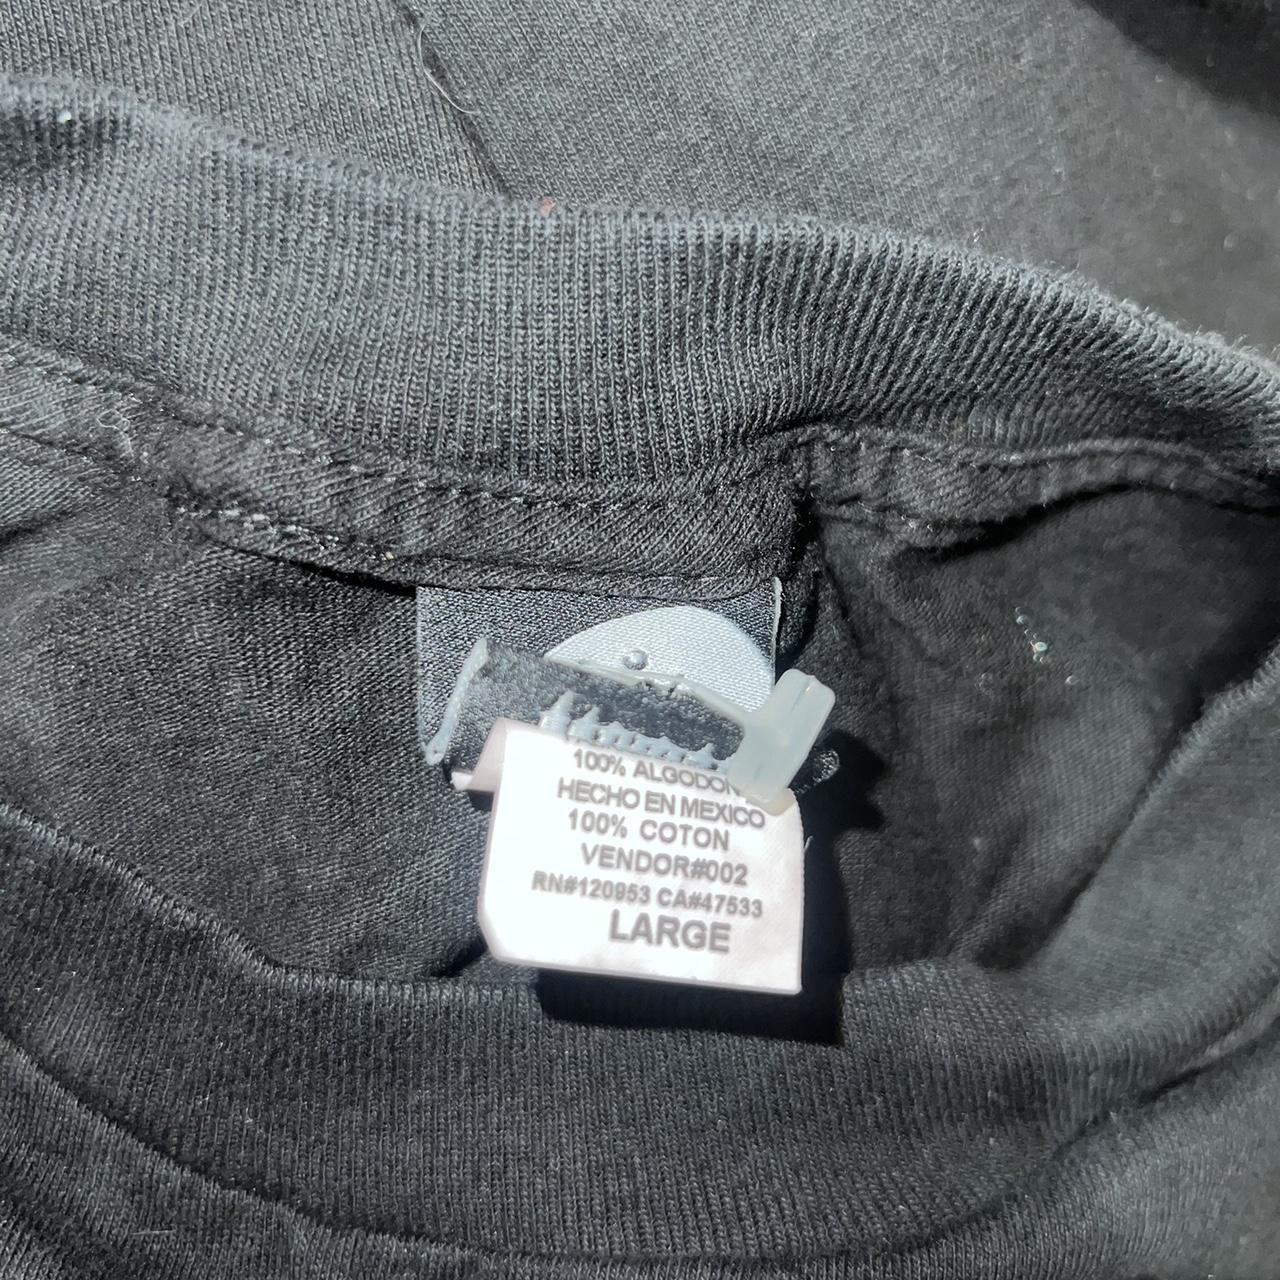 100% ALGODON
HECHO EN MEXICO
100% COTON
VENDOR#002
RN#120953 CA#47533
LARGE